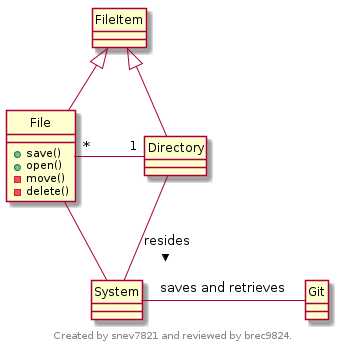 FileItem
File
save()
open()
move()
delete()
* 1
Directory
resides
▼
System
saves and retrieves
Git
Created by snev7821 and reviewed by brec9824.